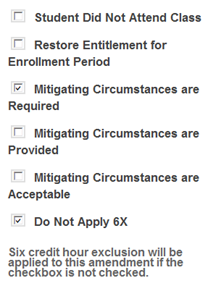 Student Did Not Attend Class
Restore Entitlement for
Enrollment Period
Mitigating Circumstances are
Required
Mitigating Circumstances are
Provided
Mitigating Circumstances are
Acceptable
Do Not Apply 6X
Six credit hour exclusion will be
applied to this amendment if the
checkbox is not checked.